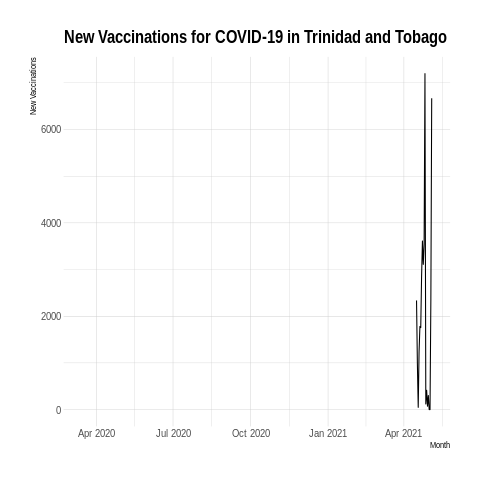 New Vaccinations for COVID-19 in Trinidad and Tobago
New Vaccinations
6000
4000
2000
0
Apr 2020 Jul 2020 Oct 2020 Jan 2021 Apr 2021
Month